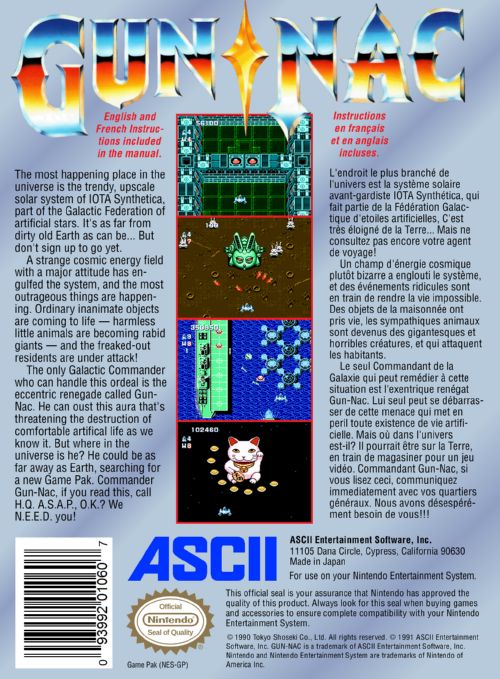 GUN·NAC
English and
French Instruc-
tions included
in the manual.
Instructions
en français
et en anglais
incluses.
The most happening place in the
universe is the trendy, upscale
solar system of IOTA Synthetica,
part of the Galactic Federation of
artificial stars. It's as far from
dirty old Earth as can be... But
don't sign up to go yet.
A strange cosmic energy field
with a major attitude has en-
gulfed the system, and the most
outrageous things are happen-
ing. Ordinary inanimate objects
are coming to life — harmless
little animals are becoming rabid
giants — and the freaked-out
residents are under attack!
The only Galactic Commander
who can handle this ordeal is the
eccentric renegade called Gun-
Nac. He can oust this aura that's
threatening the destruction of
comfortable artifical life as we
know it. But where in the
universe is he? He could be as
far away as Earth, searching for
a new Game Pak. Commander
Gun-Nac, if you read this, call
H.Q. A.S.A.P., O.K.? We
N.E.E.D. you!
56100
160
350850
102460
L'endroit le plus branché de
l'univers est la système solaire
avant-gardiste IOTA Synthética, qui
fait partie de la Fédération Galac-
tique d'etoiles artificielles, C'est
très éloigné de la Terre... Mais ne
consultez pas encore votre agent
de voyage!
Un champ d'énergie cosmique
plutôt bizarre a englouti le système,
et des événements ridicules sont
en train de rendre la vie impossible.
Des objets de la maisonnée ont
pris vie, les sympathiques animaux
sont devenus des gigantesques et
horribles créatures, et qui attaquent
les habitants.
Le seul Commandant de la
Galaxie qui peut remédier à cette
situation est l'exentrique renégat
Gun-Nac. Lui seul peut se débarras-
ser de cette menace qui met en
peril toute existence de vie artifi-
cielle. Mais où dans l'univers
est-il? Il pourrait être sur la Terre,
en train de magasiner pour un jeu
vidéo. Commandant Gun-Nac, si
vous lisez ceci, communiquez
immediatement avec vos quartiers
généraux. Nous avons désespéré-
ment besoin de vous!!!
0 93992 01060 7
ASCII
ASCII Entertainment Software, Inc.
11105 Dana Circle, Cypress, California 90630
Made in Japan
For use on your Nintendo Entertainment System.
Official
Nintendo
Seal of Quality
®
Game Pak (NES-GP)
This official seal is your assurance that Nintendo has approved the
quality of this product. Always look for this seal when buying games
and accessories to ensure complete compatibility with your Nintendo
Entertainment System.
© 1990 Tokyo Shoseki Co., Ltd. All rights reserved. © 1991 ASCII Entertainment
Software, Inc. GUN-NAC is a trademark of ASCII Entertainment Software, Inc.
Nintendo and Nintendo Entertainment System are trademarks of Nintendo of
America Inc.